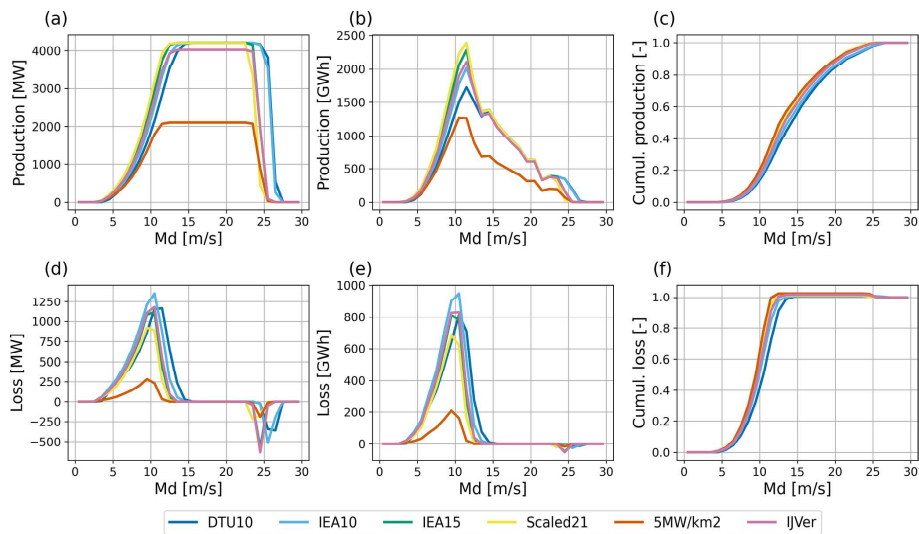 (a) (b) (c)
Production [MW]
4000
3000
2000
1000
0
0 5 10 15 20 25 30
Md [m/s]
Production [GWh]
2500
2000
1500
1000
500
0
0 5 10 15 20 25 30
Md [m/s]
Cumul. production [-]
1.0
0.8
0.6
0.4
0.2
0.0
0 5 10 15 20 25 30
Md [m/s]
(d) (e) (f)
Loss [MW]
1250
1000
750
500
250
0
−250
−500
0 5 10 15 20 25 30
Md [m/s]
Loss [GWh]
800
600
400
200
0
0 5 10 15 20 25 30
Md [m/s]
Cumul. loss [-]
1.0
0.8
0.6
0.4
0.2
0.0
0 5 10 15 20 25 30
Md [m/s]
DTU10 IEA10 IEA15 Scaled21 5MW/km2 IJVer